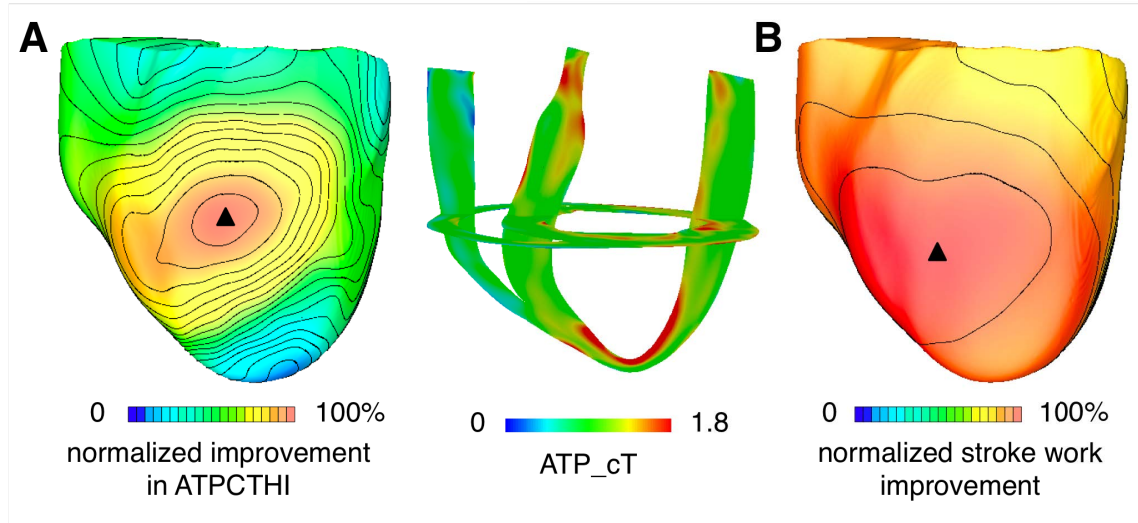 A
B
0 100%
normalized improvement
in ATPCTHI
0 1.8
ATP_cT
0 100%
normalized stroke work
improvement